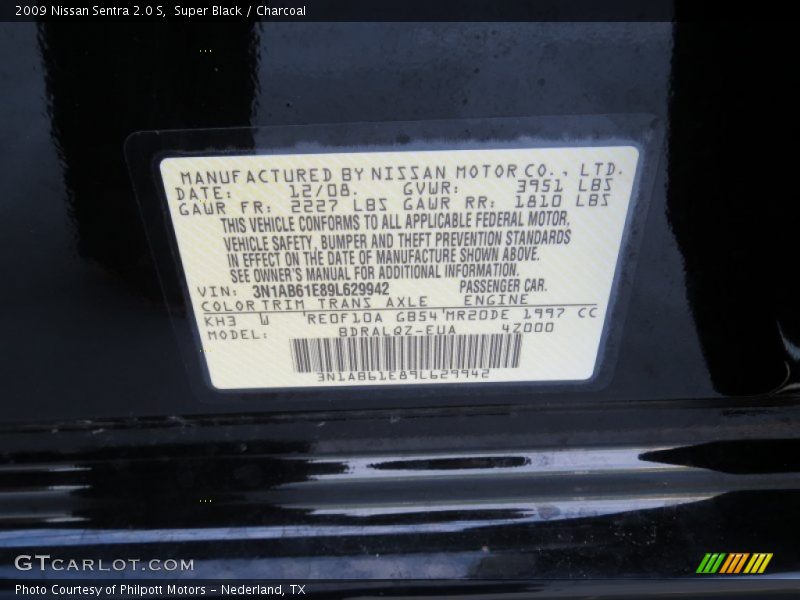 2009 Nissan Sentra 2.0 S,  Super Black / Charcoal
MANUFACTURED BY NISSAN MOTOR CO., LTD.
DATE: 12/08. GVWR: 3951 LBS
GAWR FR: 2227 LBS GAWR RR: 1810 LBS
THIS VEHICLE CONFORMS TO ALL APPLICABLE FEDERAL MOTOR.
VEHICLE SAFETY, BUMPER AND THEFT PREVENTION STANDARDS
IN EFFECT ON THE DATE OF MANUFACTURE SHOWN ABOVE.
SEE OWNER'S MANUAL FOR ADDITIONAL INFORMATION.
VIN: 3N1AB61E89L629942 PASSENGER CAR.
COLOR TRIM TRANS AXLE ENGINE
KH3 W RE0F10A GB54 MR20DE 1997 CC
MODEL: BDRALQZ-EUA 4Z000
3N1AB61E89L629942
GTCARLOT.COM
Photo Courtesy of Philpott Motors - Nederland, TX